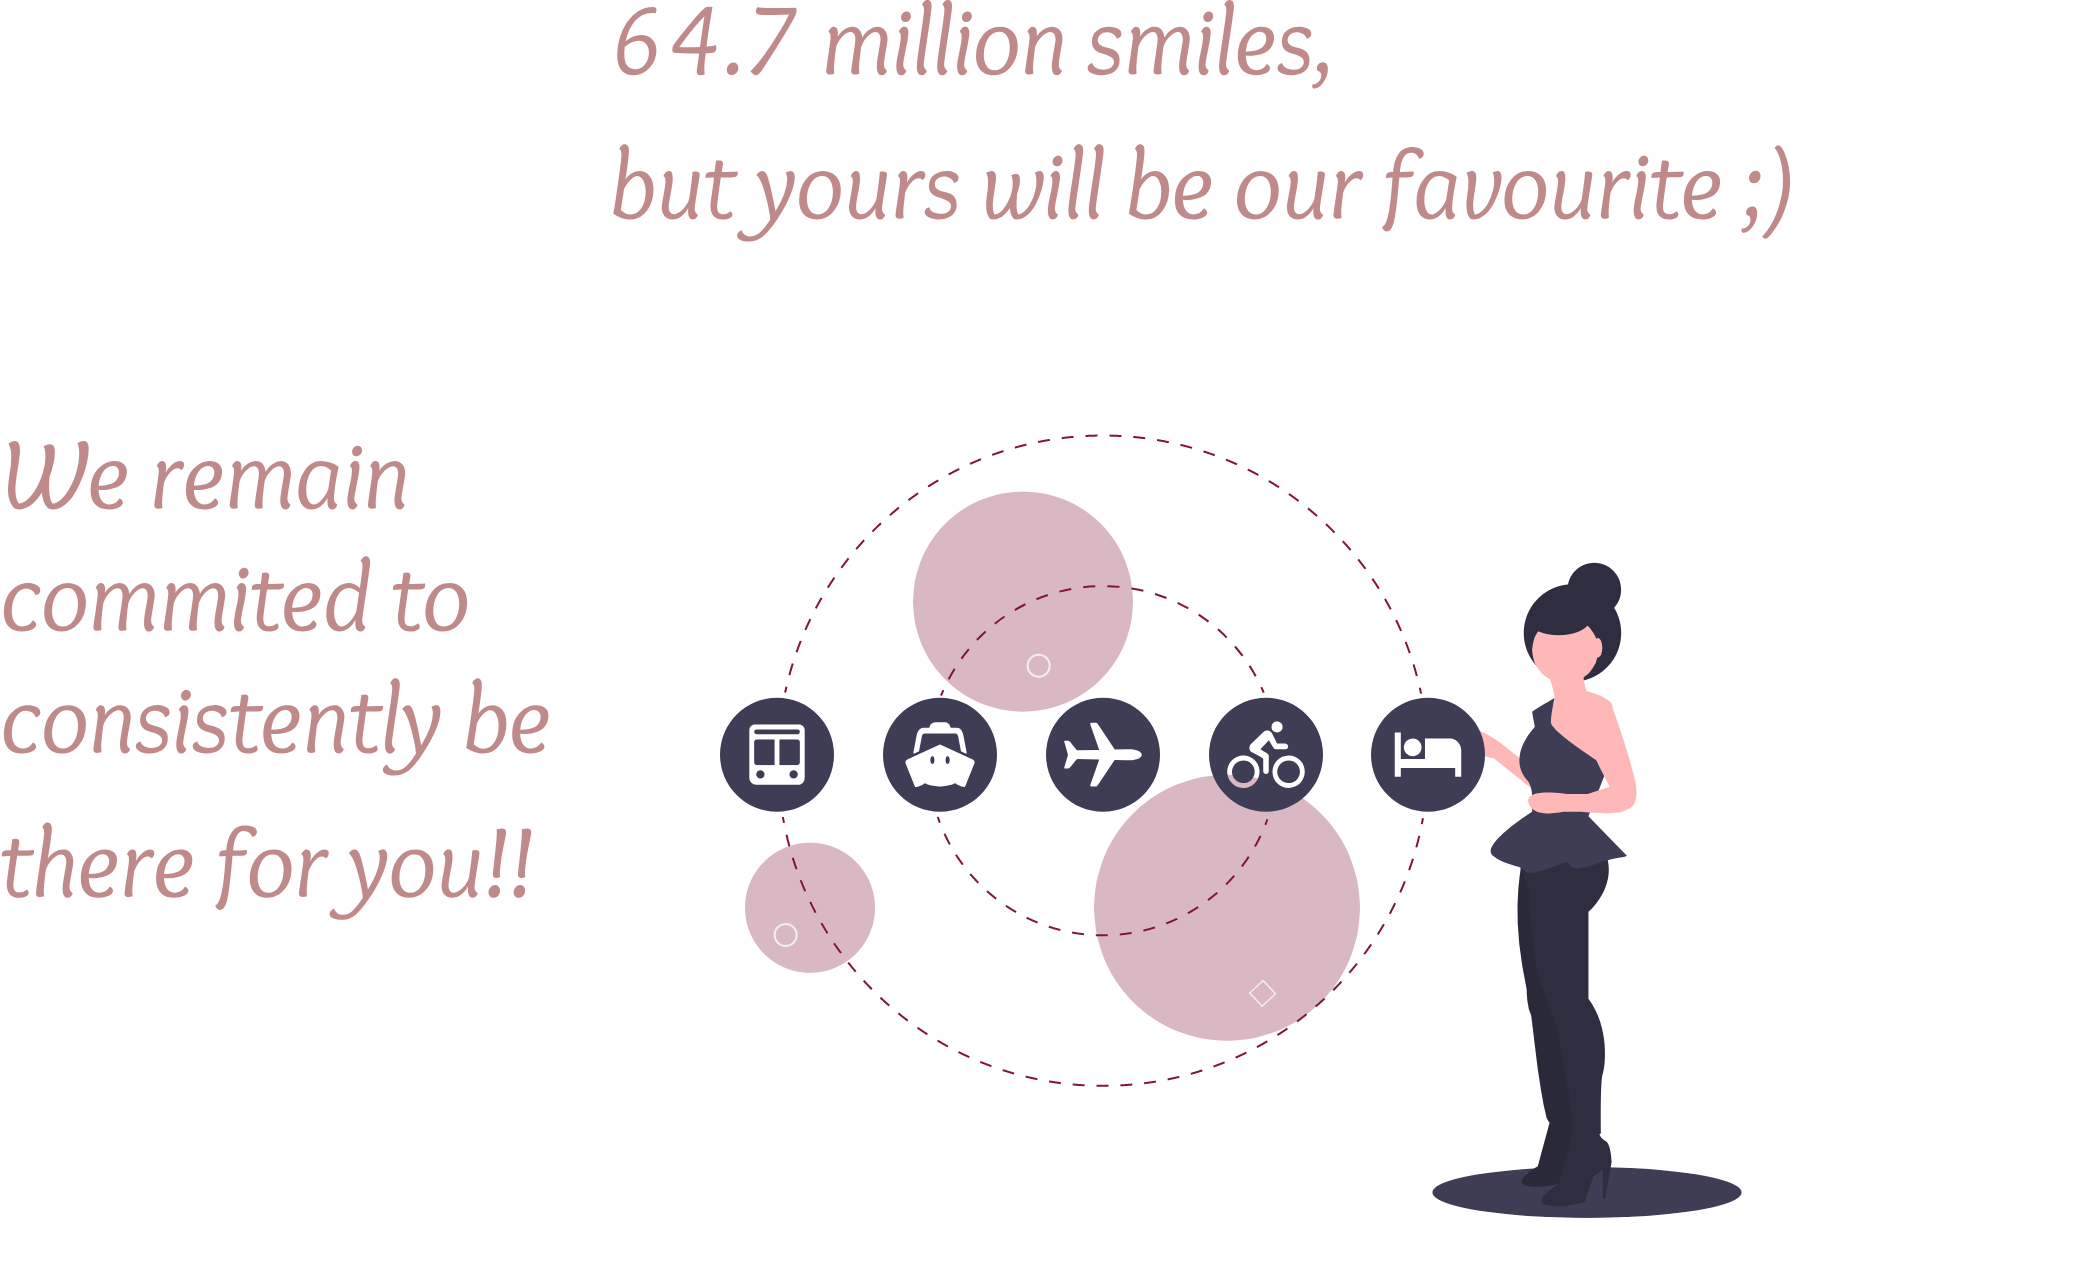 64.7 million smiles,
but yours will be our favourite ;)
We remain
commited to
consistently be
there for you!!